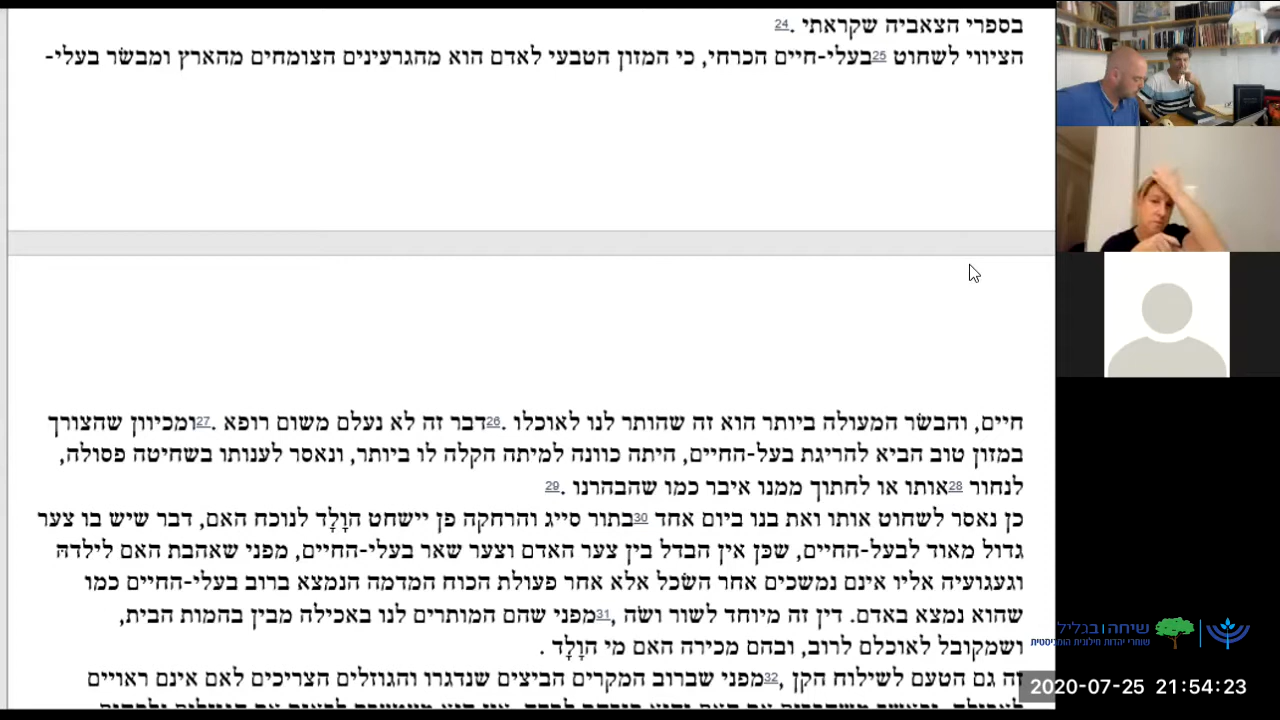 בספרי הצאביה שקראתי .24
הציווי לשחוט 25בעלי-חיים הכרחי, כי המזון הטבעי לאדם הוא מהגרעינים הצומחים מהארץ ומבשׂר בעלי-
חיים, והבשׂר המעולה ביותר הוא זה שהותר לנו לאוכלו .26דבר זה לא נעלם משום רופא .27ומכיוון שהצורך
במזון טוב הביא להריגת בעל-החיים, היתה כוונה למיתה הקלה לו ביותר, ונאסר לענותו בשחיטה פסולה,
לנחור 28אותו או לחתוך ממנו איבר כמו שהבהרנו .29
כן נאסר לשחוט אותו ואת בנו ביום אחד 30בתור סייג והרחקה פן יישחט הוָלָד לנוכח האם, דבר שיש בו צער
גדול מאוד לבעל-החיים, שכּן אין הבדל בין צער האדם וצער שאר בעלי-החיים, מפני שאהבת האם לילדהּ
וגעגועיה אליו אינם נמשכים אחר השׂכל אלא אחר פעולת הכוח המדמה הנמצא ברוב בעלי-החיים כמו
שהוא נמצא באדם. דין זה מיוחד לשור ושׂה ,31מפני שהם המותרים לנו באכילה מבין בהמות הבית,
ושמקובל לאוכלם לרוב, ובהם מכירה האם מי הוָלָד .
זה גם הטעם לשילוח הקן ,32מפני שברוב המקרים הביצים שנדגרו והגוזלים הצריכים לאם אינם ראויים
שיחה בגליל
שוחרי יהדות חילונית הומניסטית
2020-07-25 21:54:23